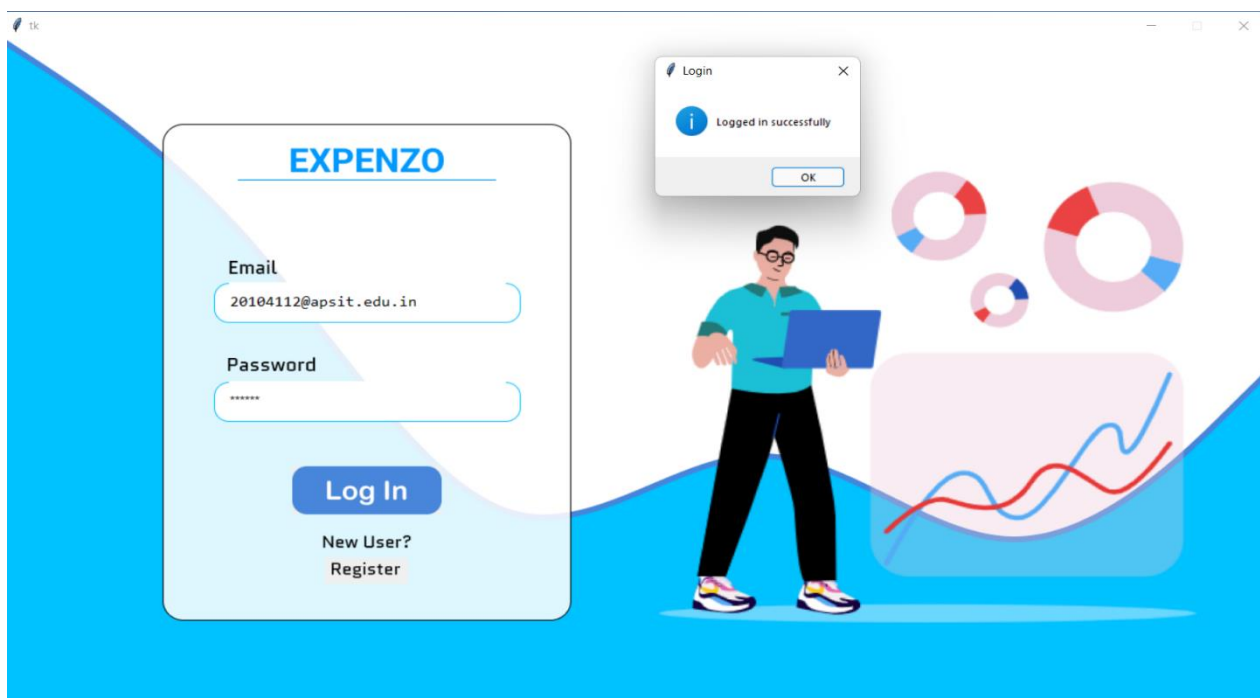 tk
Login
Logged in successfully
OK
EXPENZO
Email
20104112@apsit.edu.in
Password
******
Log In
New User?
Register